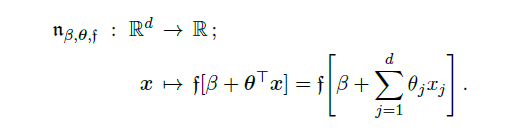 𝔫_{β,θ,𝔣} : ℝ^d → ℝ ;
x ↦ 𝔣[β + θ^⊤x] = 𝔣[β + ∑_{j=1}^{d} θ_j x_j] .